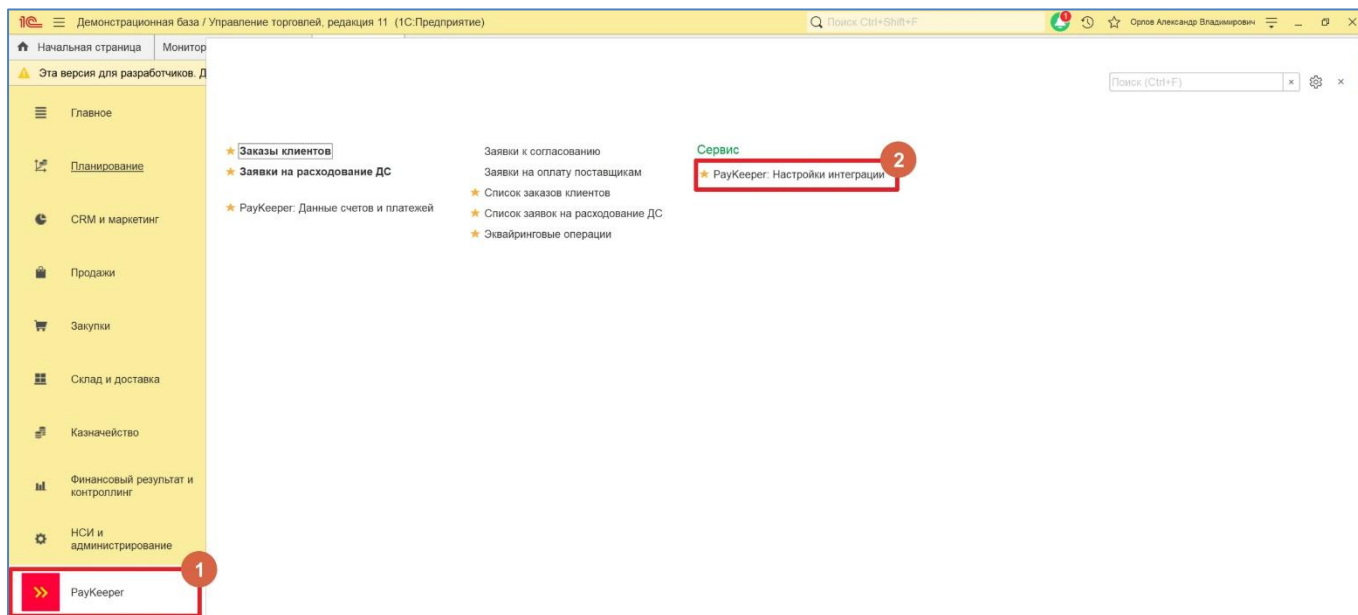 1С Демонстрационная база / Управление торговлей, редакция 11 (1С:Предприятие)
Поиск Ctrl+Shift+F
1
Орлов Александр Владимирович
Начальная страница
Монитор
Эта версия для разработчиков. Д
Поиск (Ctrl+F)
Главное
Планирование
CRM и маркетинг
Продажи
Закупки
Склад и доставка
Казначейство
Финансовый результат и
контроллинг
НСИ и
администрирование
1
PayKeeper
Заказы клиентов
Заявки на расходование ДС
PayKeeper: Данные счетов и платежей
Заявки к согласованию
Заявки на оплату поставщикам
Список заказов клиентов
Список заявок на расходование ДС
Эквайринговые операции
Сервис
2
PayKeeper: Настройки интеграции